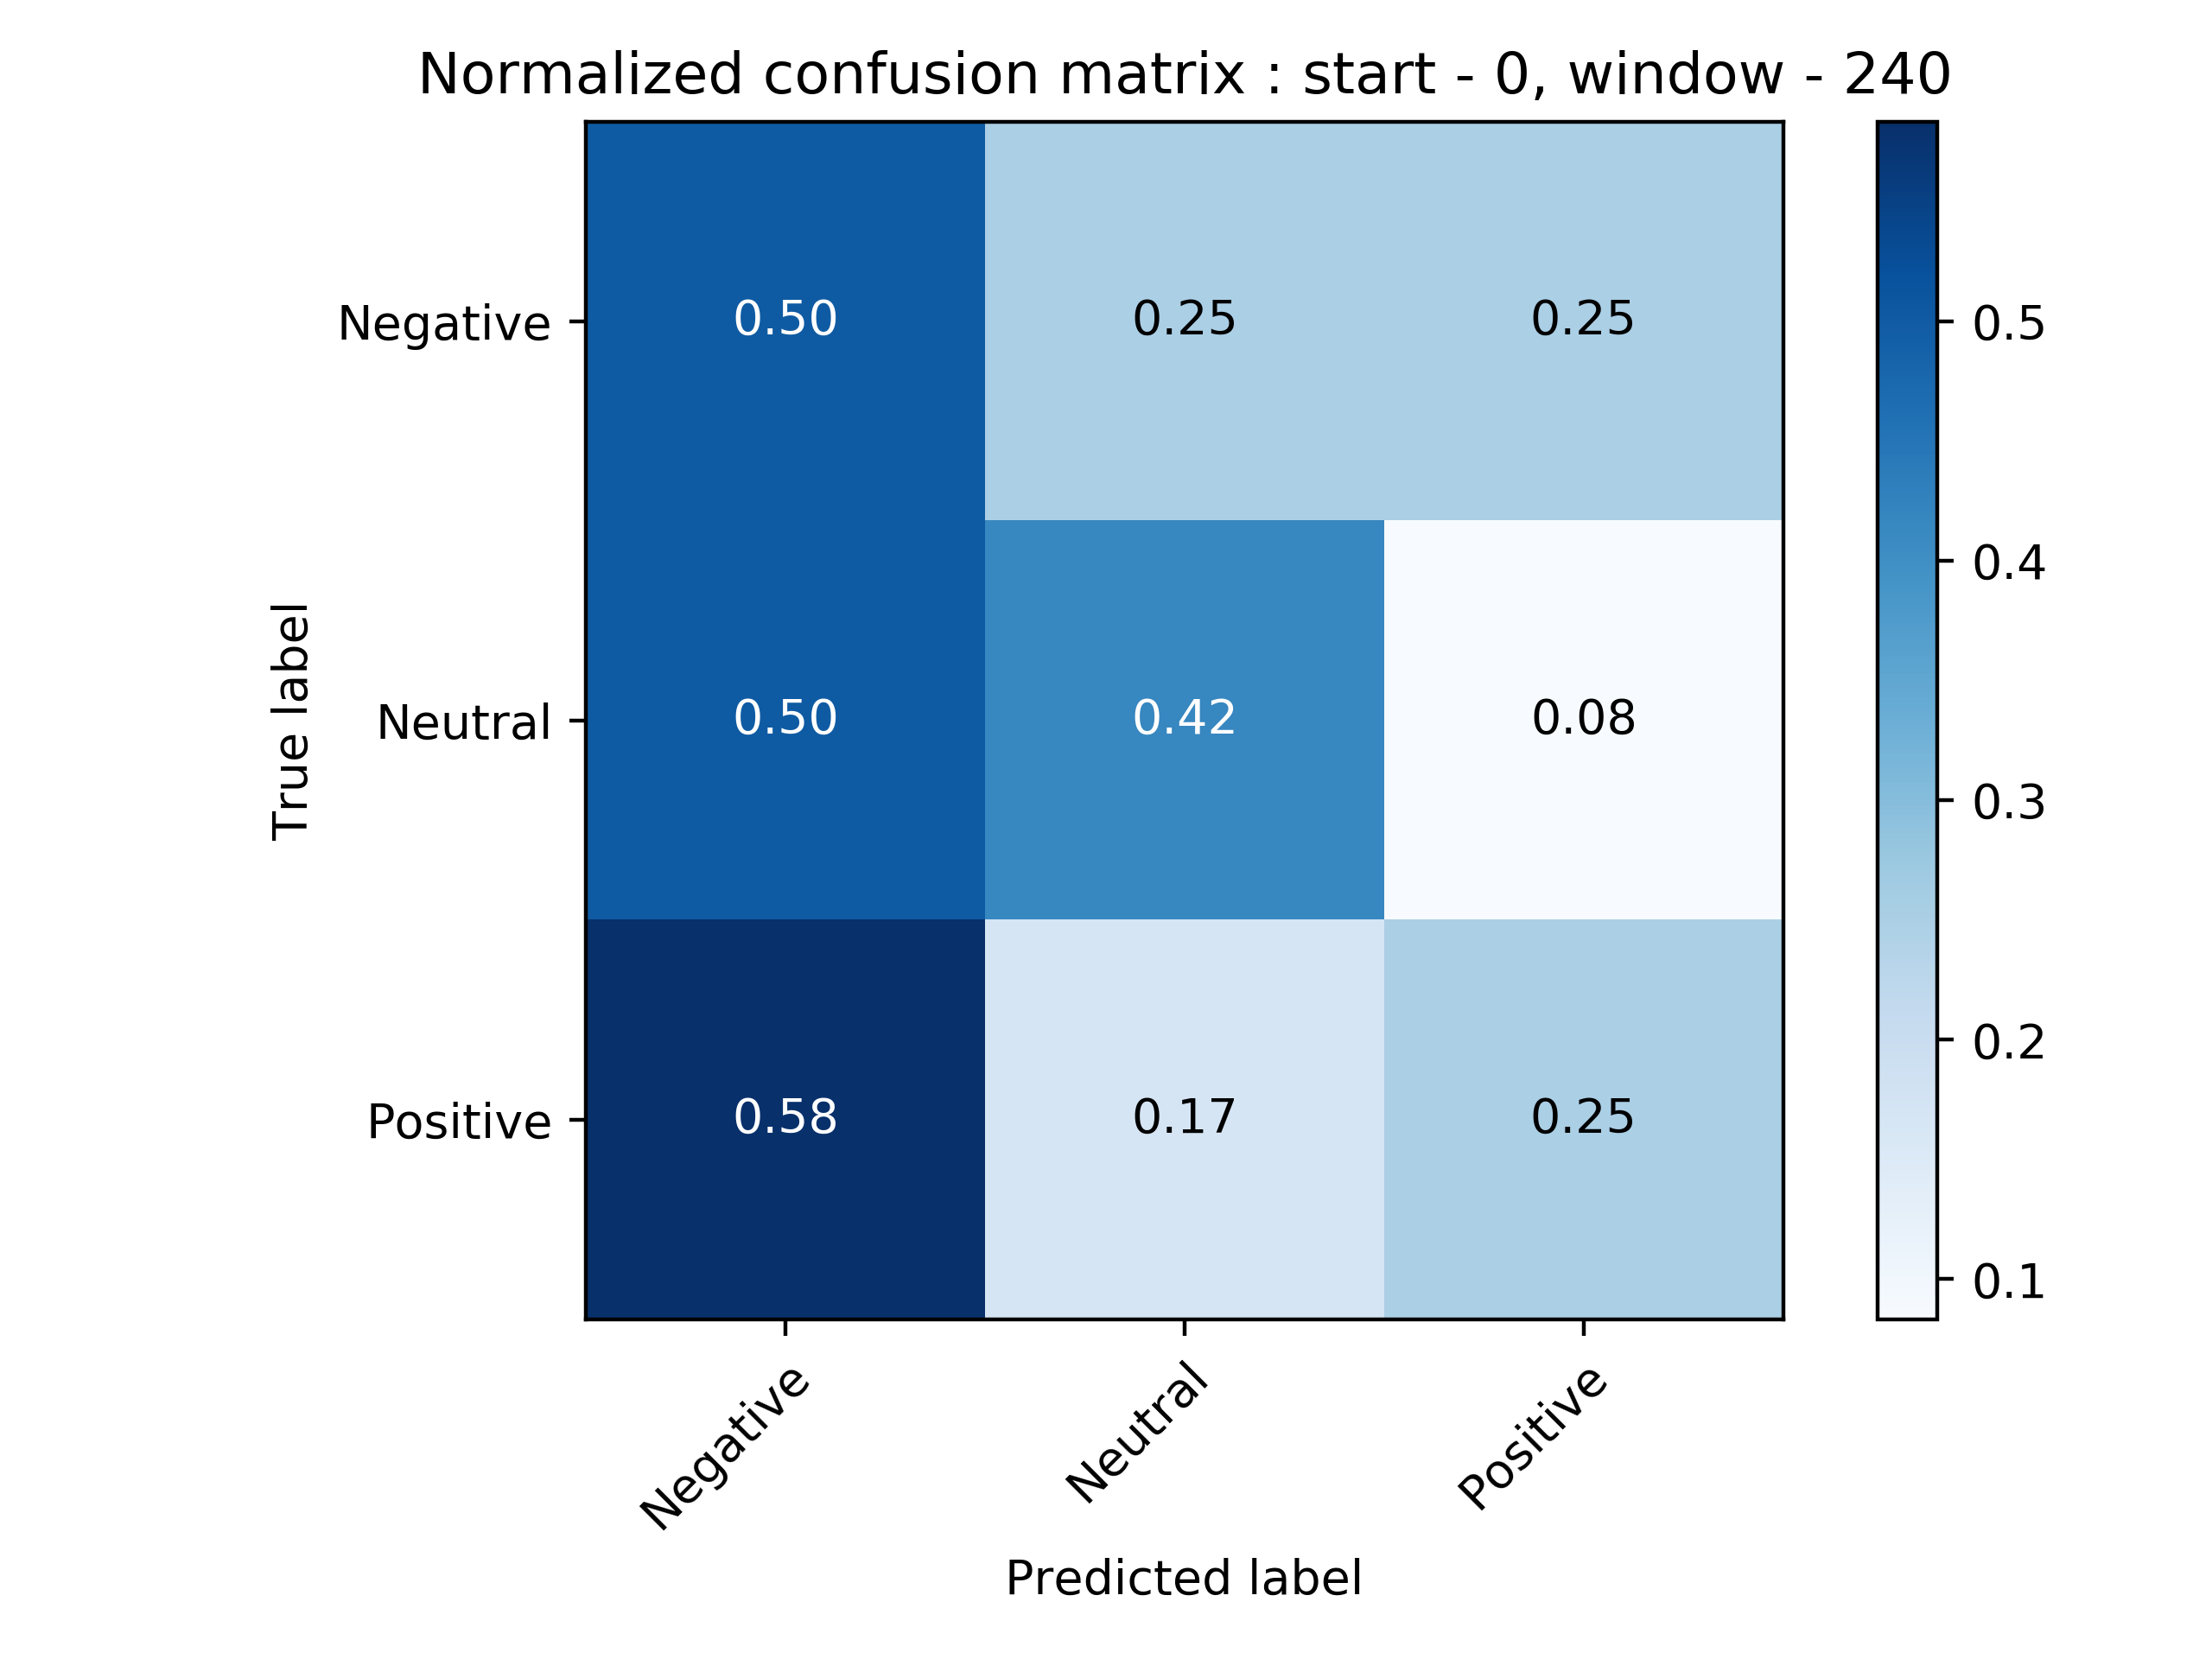 Normalized confusion matrix : start - 0, window - 240
True label
Negative
0.50 0.25 0.25
Neutral
0.50 0.42 0.08
Positive
0.58 0.17 0.25
Negative Neutral Positive
Predicted label
0.5
0.4
0.3
0.2
0.1